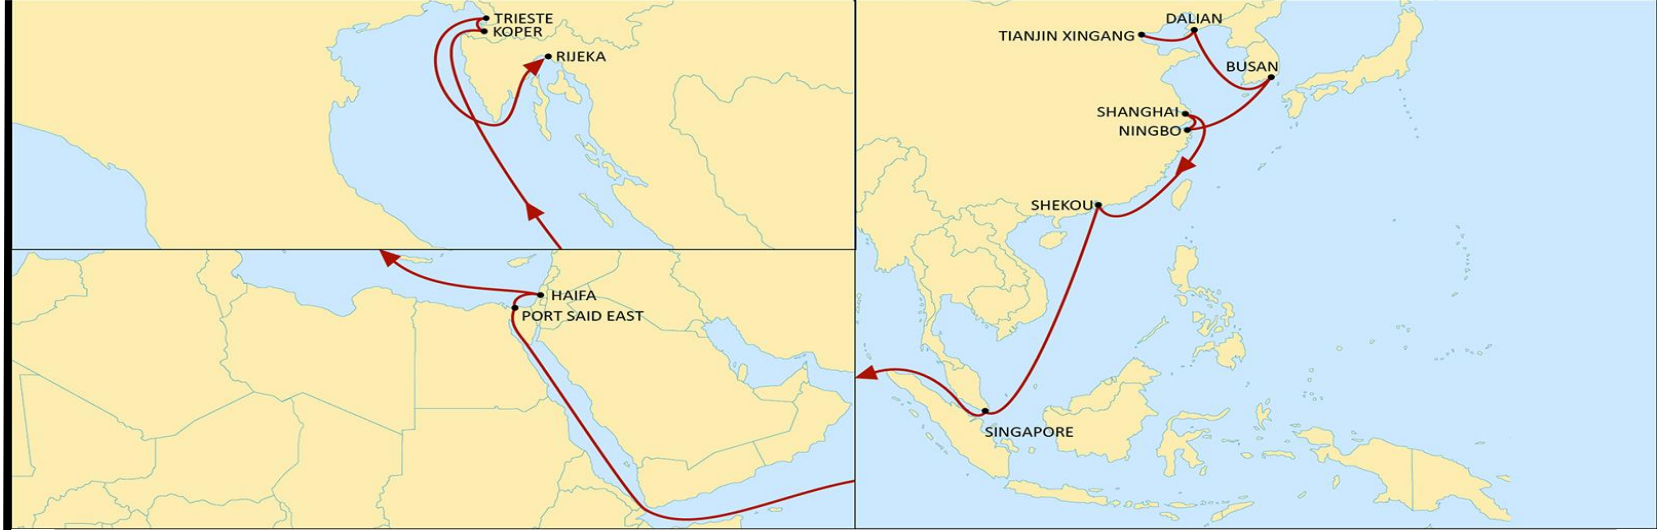 TRIESTE
KOPER
RIJEKA
HAIFA
PORT SAID EAST
DALIAN
TIANJIN XINGANG
BUSAN
SHANGHAI
NINGBO
SHEKOU
SINGAPORE